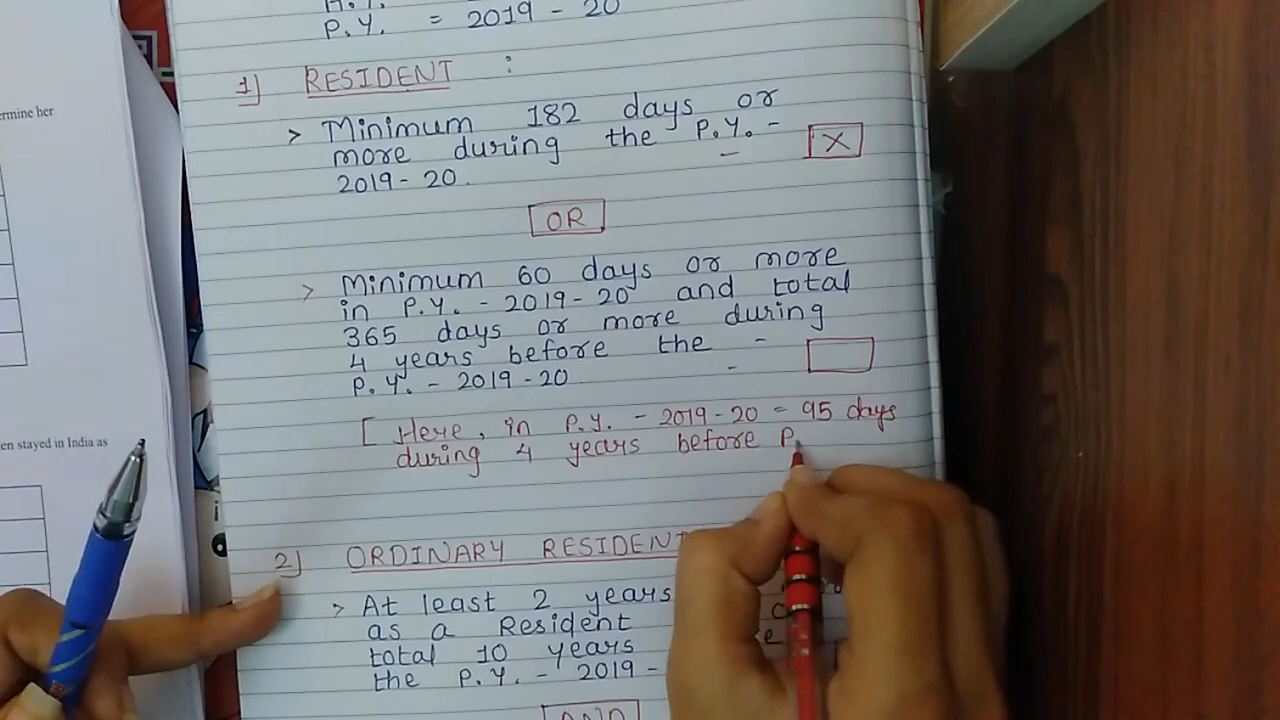 P.Y. = 2019 - 20
1) RESIDENT :
> Minimum 182 days or
more during the P.Y. -
2019 - 20.
X
OR
> Minimum 60 days or more
in P.Y. - 2019 - 20 and total
365 days or more during
4 years before the -
P.Y. - 2019 - 20
[ Here, in P.Y. - 2019 - 20 = 95 days
during 4 years before P.
2) ORDINARY RESIDENT
> At least 2 years
as a Resident
total 10 years
the P.Y. - 2019 -
AND
ermine her
en stayed in India as